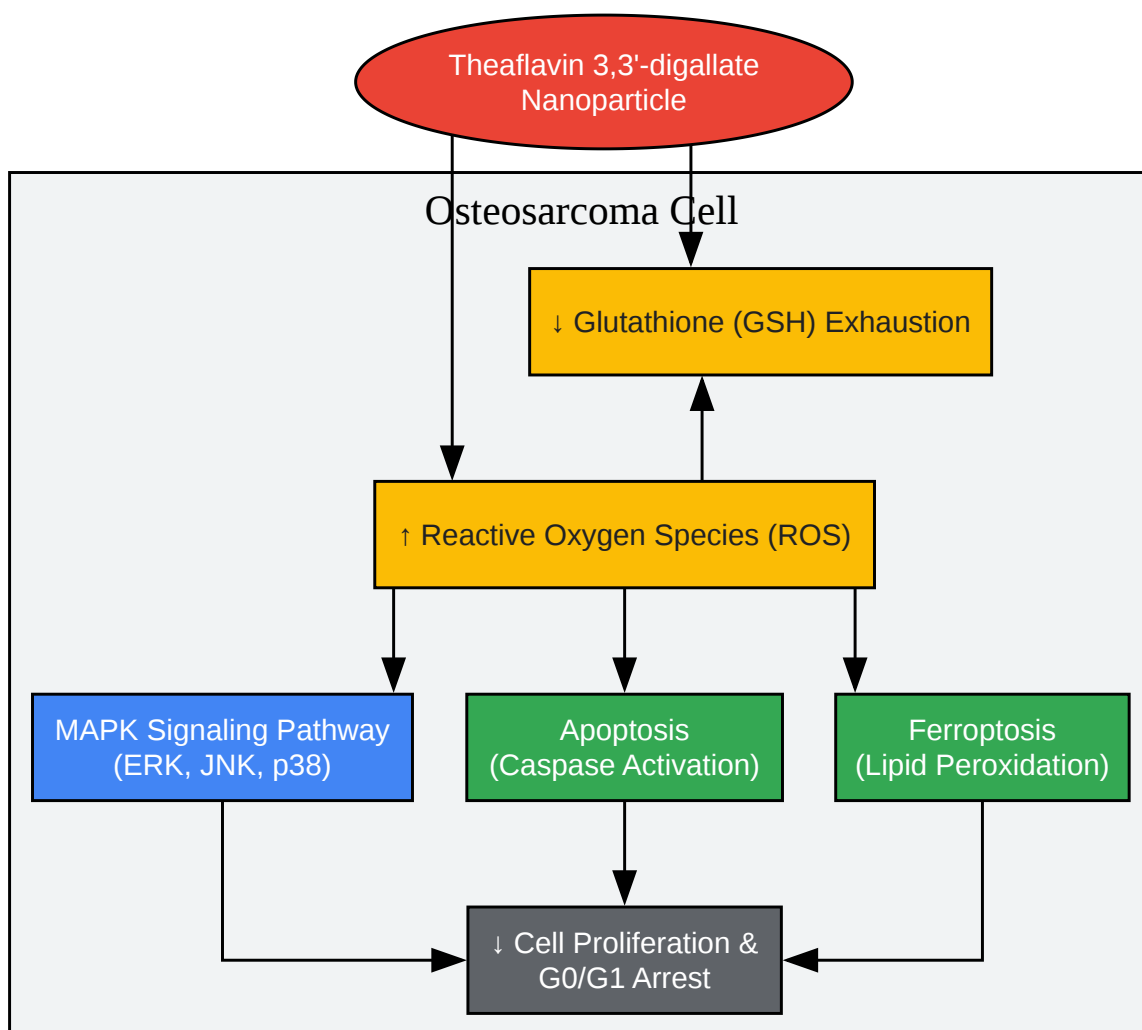 Theaflavin 3,3'-digallate
Nanoparticle
Osteosarcoma Cell
↓ Glutathione (GSH) Exhaustion
↑ Reactive Oxygen Species (ROS)
MAPK Signaling Pathway
(ERK, JNK, p38)
Apoptosis
(Caspase Activation)
Ferroptosis
(Lipid Peroxidation)
↓ Cell Proliferation &
G0/G1 Arrest